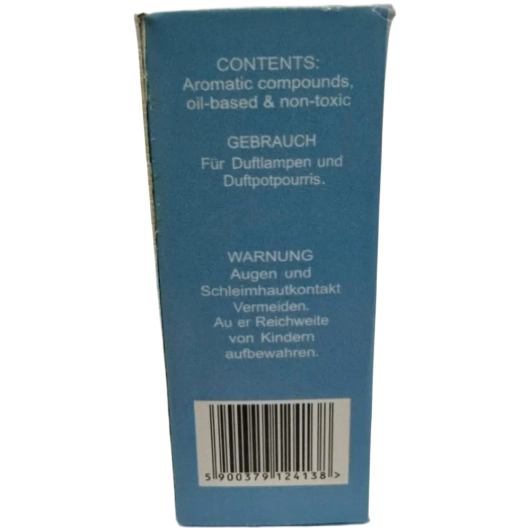 CONTENTS:
Aromatic compounds,
oil-based & non-toxic
GEBRAUCH
Für Duftlampen und
Duftpotpourris.
WARNUNG
Augen und
Schleimhautkontakt
Vermeiden.
Au er Reichweite
von Kindern
aufbewahren.
5 900379 124138 >